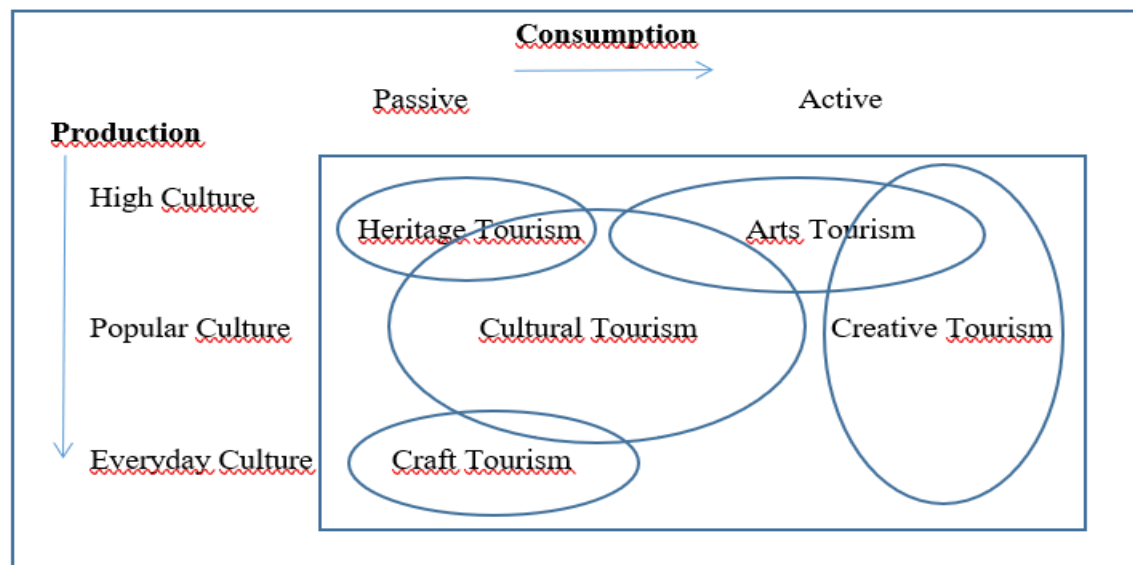 Consumption
Passive Active
Production
High Culture
Heritage Tourism Arts Tourism
Popular Culture Cultural Tourism Creative Tourism
Everyday Culture Craft Tourism